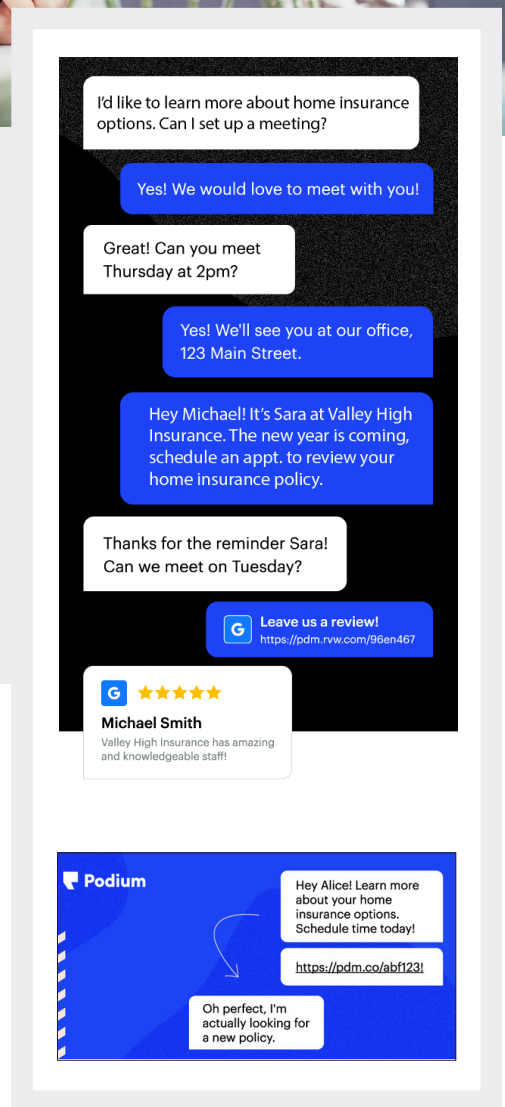 I'd like to learn more about home insurance
options. Can I set up a meeting?
Yes! We would love to meet with you!
Great! Can you meet
Thursday at 2pm?
Yes! We'll see you at our office,
123 Main Street.
Hey Michael! It's Sara at Valley High
Insurance. The new year is coming,
schedule an appt. to review your
home insurance policy.
Thanks for the reminder Sara!
Can we meet on Tuesday?
G
Leave us a review!
https://pdm.rvw.com/96en467
G
Michael Smith
Valley High Insurance has amazing
and knowledgeable staff!
Podium
Hey Alice! Learn more
about your home
insurance options.
Schedule time today!
https://pdm.co/abf123!
Oh perfect, I'm
actually looking for
a new policy.